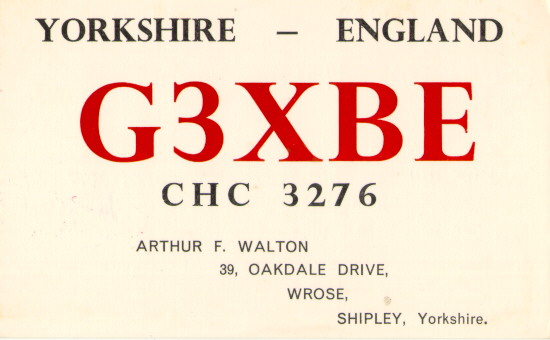 YORKSHIRE – ENGLAND
G3XBE
CHC 3276
ARTHUR F. WALTON
39, OAKDALE DRIVE,
WROSE,
SHIPLEY, Yorkshire.